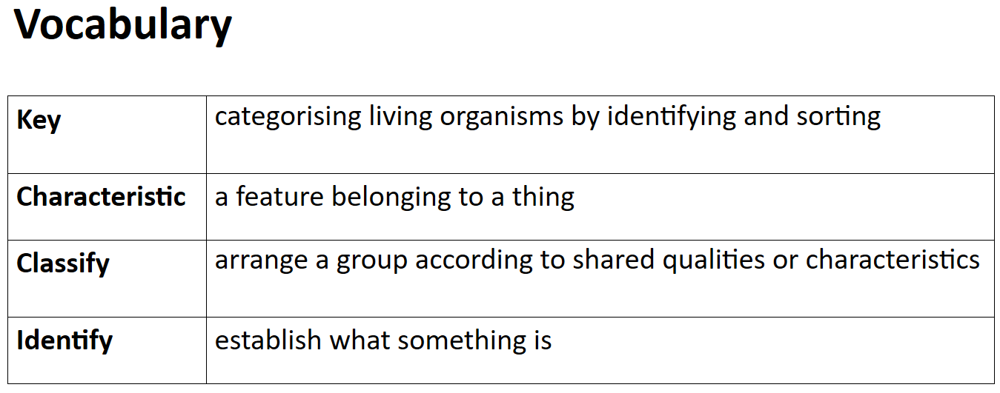 Vocabulary
Key
categorising living organisms by identifying and sorting
Characteristic
a feature belonging to a thing
Classify
arrange a group according to shared qualities or characteristics
Identify
establish what something is